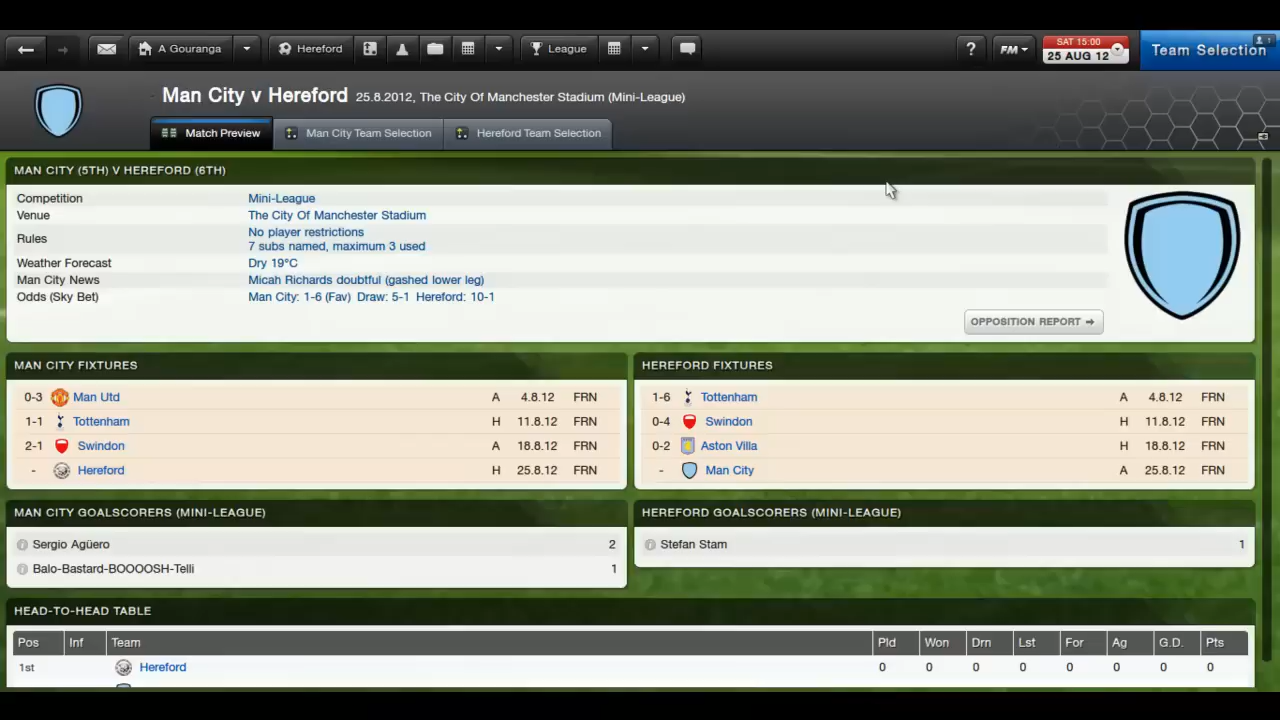 A Gouranga
Hereford
League
?
FM
SAT 15:00
25 AUG 12
1
Team Selection
Man City v Hereford 25.8.2012, The City Of Manchester Stadium (Mini-League)
Match Preview
Man City Team Selection
Hereford Team Selection
MAN CITY (5TH) V HEREFORD (6TH)
Competition Mini-League
Venue The City Of Manchester Stadium
Rules No player restrictions
7 subs named, maximum 3 used
Weather Forecast Dry 19°C
Man City News Micah Richards doubtful (gashed lower leg)
Odds (Sky Bet) Man City: 1-6 (Fav) Draw: 5-1 Hereford: 10-1
OPPOSITION REPORT
MAN CITY FIXTURES
0-3 Man Utd A 4.8.12 FRN
1-1 Tottenham H 11.8.12 FRN
2-1 Swindon A 18.8.12 FRN
- Hereford H 25.8.12 FRN
HEREFORD FIXTURES
1-6 Tottenham A 4.8.12 FRN
0-4 Swindon H 11.8.12 FRN
0-2 Aston Villa H 18.8.12 FRN
- Man City A 25.8.12 FRN
MAN CITY GOALSCORERS (MINI-LEAGUE)
Sergio Agüero 2
Balo-Bastard-BOOOOSH-Telli 1
HEREFORD GOALSCORERS (MINI-LEAGUE)
Stefan Stam 1
HEAD-TO-HEAD TABLE
Pos Inf Team Pld Won Drn Lst For Ag G.D. Pts
1st Hereford 0 0 0 0 0 0 0 0